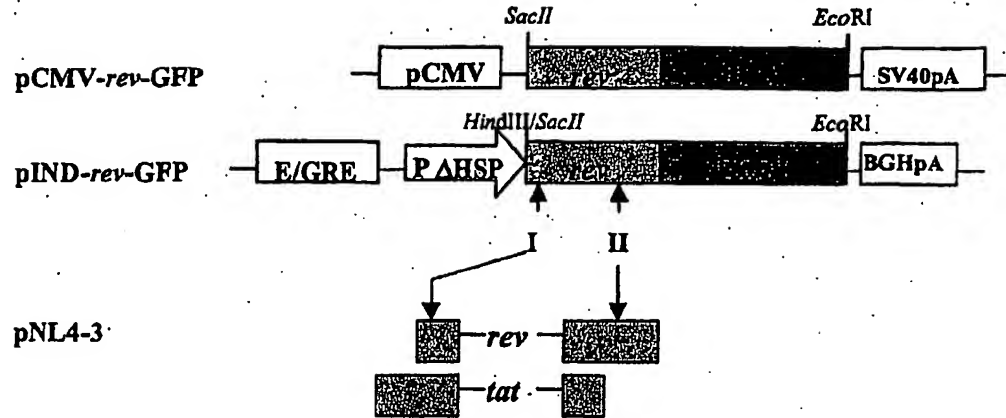 SacII EcoRI
pCMV-rev-GFP pCMV rev SV40pA
HindIII/SacII EcoRI
pIND-rev-GFP E/GRE P ΔHSP rev BGHpA
I II
pNL4-3 rev
tat